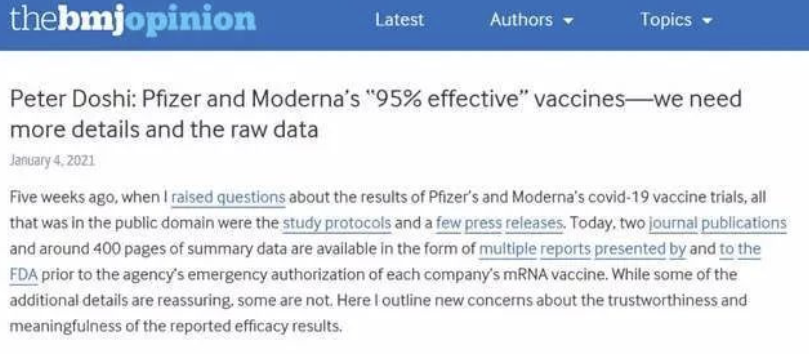 thebmjopinion Latest Authors Topics
Peter Doshi: Pfizer and Moderna's "95% effective" vaccines—we need
more details and the raw data
January 4, 2021
Five weeks ago, when I raised questions about the results of Pfizer's and Moderna's covid-19 vaccine trials, all
that was in the public domain were the study protocols and a few press releases. Today, two journal publications
and around 400 pages of summary data are available in the form of multiple reports presented by and to the
FDA prior to the agency's emergency authorization of each company's mRNA vaccine. While some of the
additional details are reassuring, some are not. Here I outline new concerns about the trustworthiness and
meaningfulness of the reported efficacy results.